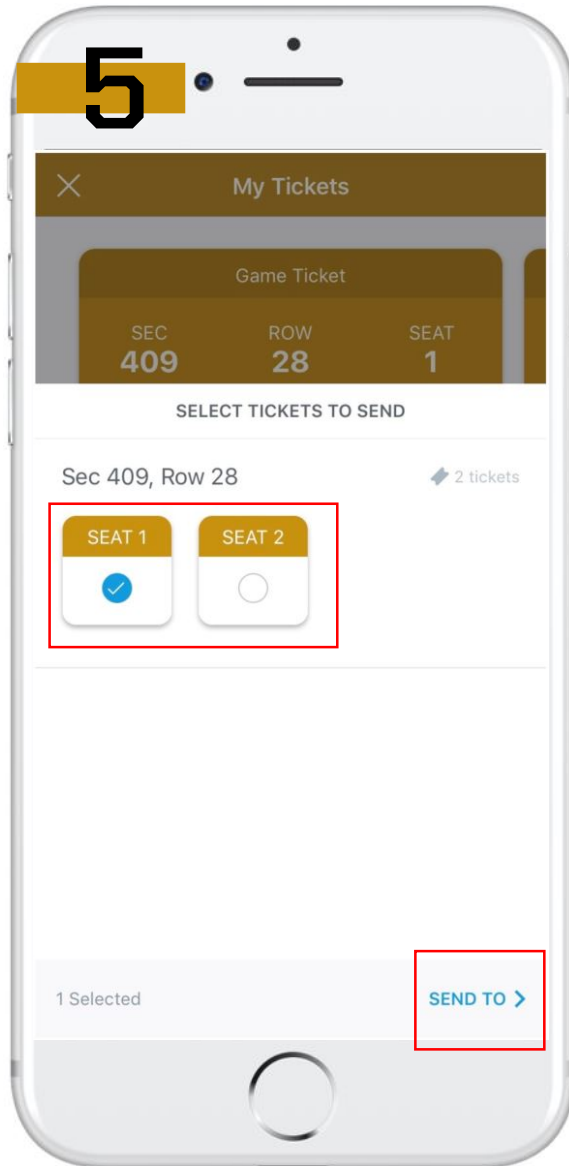 5
My Tickets
Game Ticket
SEC ROW SEAT
409 28 1
SELECT TICKETS TO SEND
Sec 409, Row 28 2 tickets
SEAT 1 SEAT 2
1 Selected SEND TO